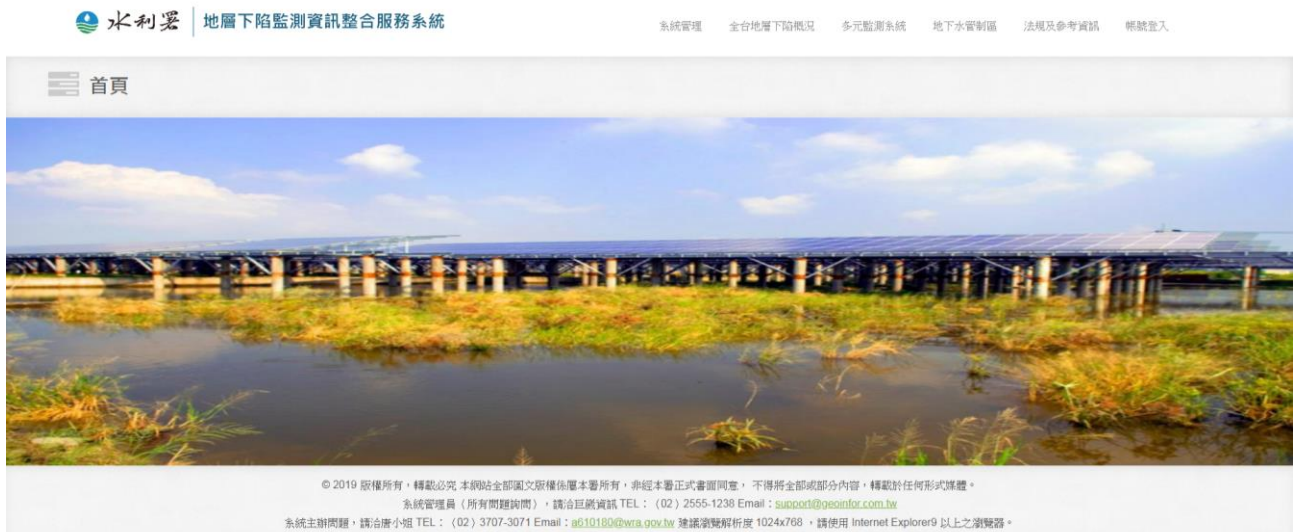 水利署 地層下陷監測資訊整合服務系統
系統管理 全台地層下陷概況 多元監測系統 地下水管制區 法規及參考資訊 帳號登入
首頁
© 2019 版權所有,轉載必究 本網站全部圖文版權係屬本署所有,非經本署正式書面同意, 不得將全部或部分內容,轉載於任何形式媒體。
系統管理員(所有問題詢問),請洽巨巖資訊 TEL: (02) 2555-1238 Email:support@geoinfor.com.tw
系統主辦問題,請洽唐小姐 TEL: (02) 3707-3071 Email:a610180@wra.gov.tw 建議瀏覽解析度 1024x768 ,請使用 Internet Explorer9 以上之瀏覽器。